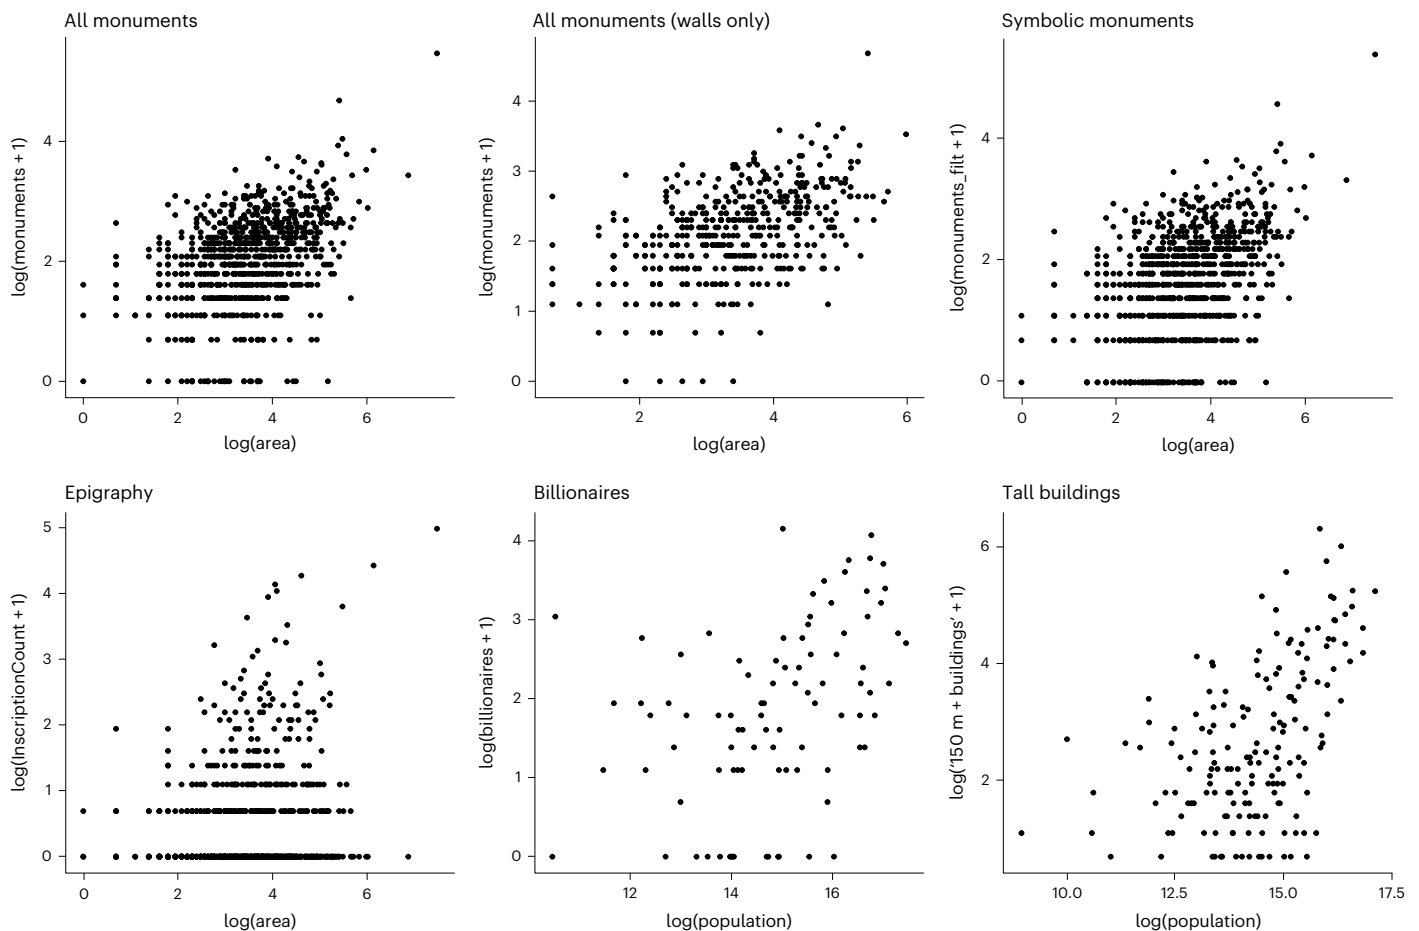 All monuments
log(monuments + 1)
4
2
0
0 2 4 6
log(area)
All monuments (walls only)
log(monuments + 1)
4
3
2
1
0
2 4 6
log(area)
Symbolic monuments
log(monuments_filt + 1)
4
2
0
0 2 4 6
log(area)
Epigraphy
log(InscriptionCount + 1)
5
4
3
2
1
0
0 2 4 6
log(area)
Billionaires
log(billionaires + 1)
4
3
2
1
0
12 14 16
log(population)
Tall buildings
log(‘150 m + buildings‘ + 1)
6
4
2
10.0 12.5 15.0 17.5
log(population)